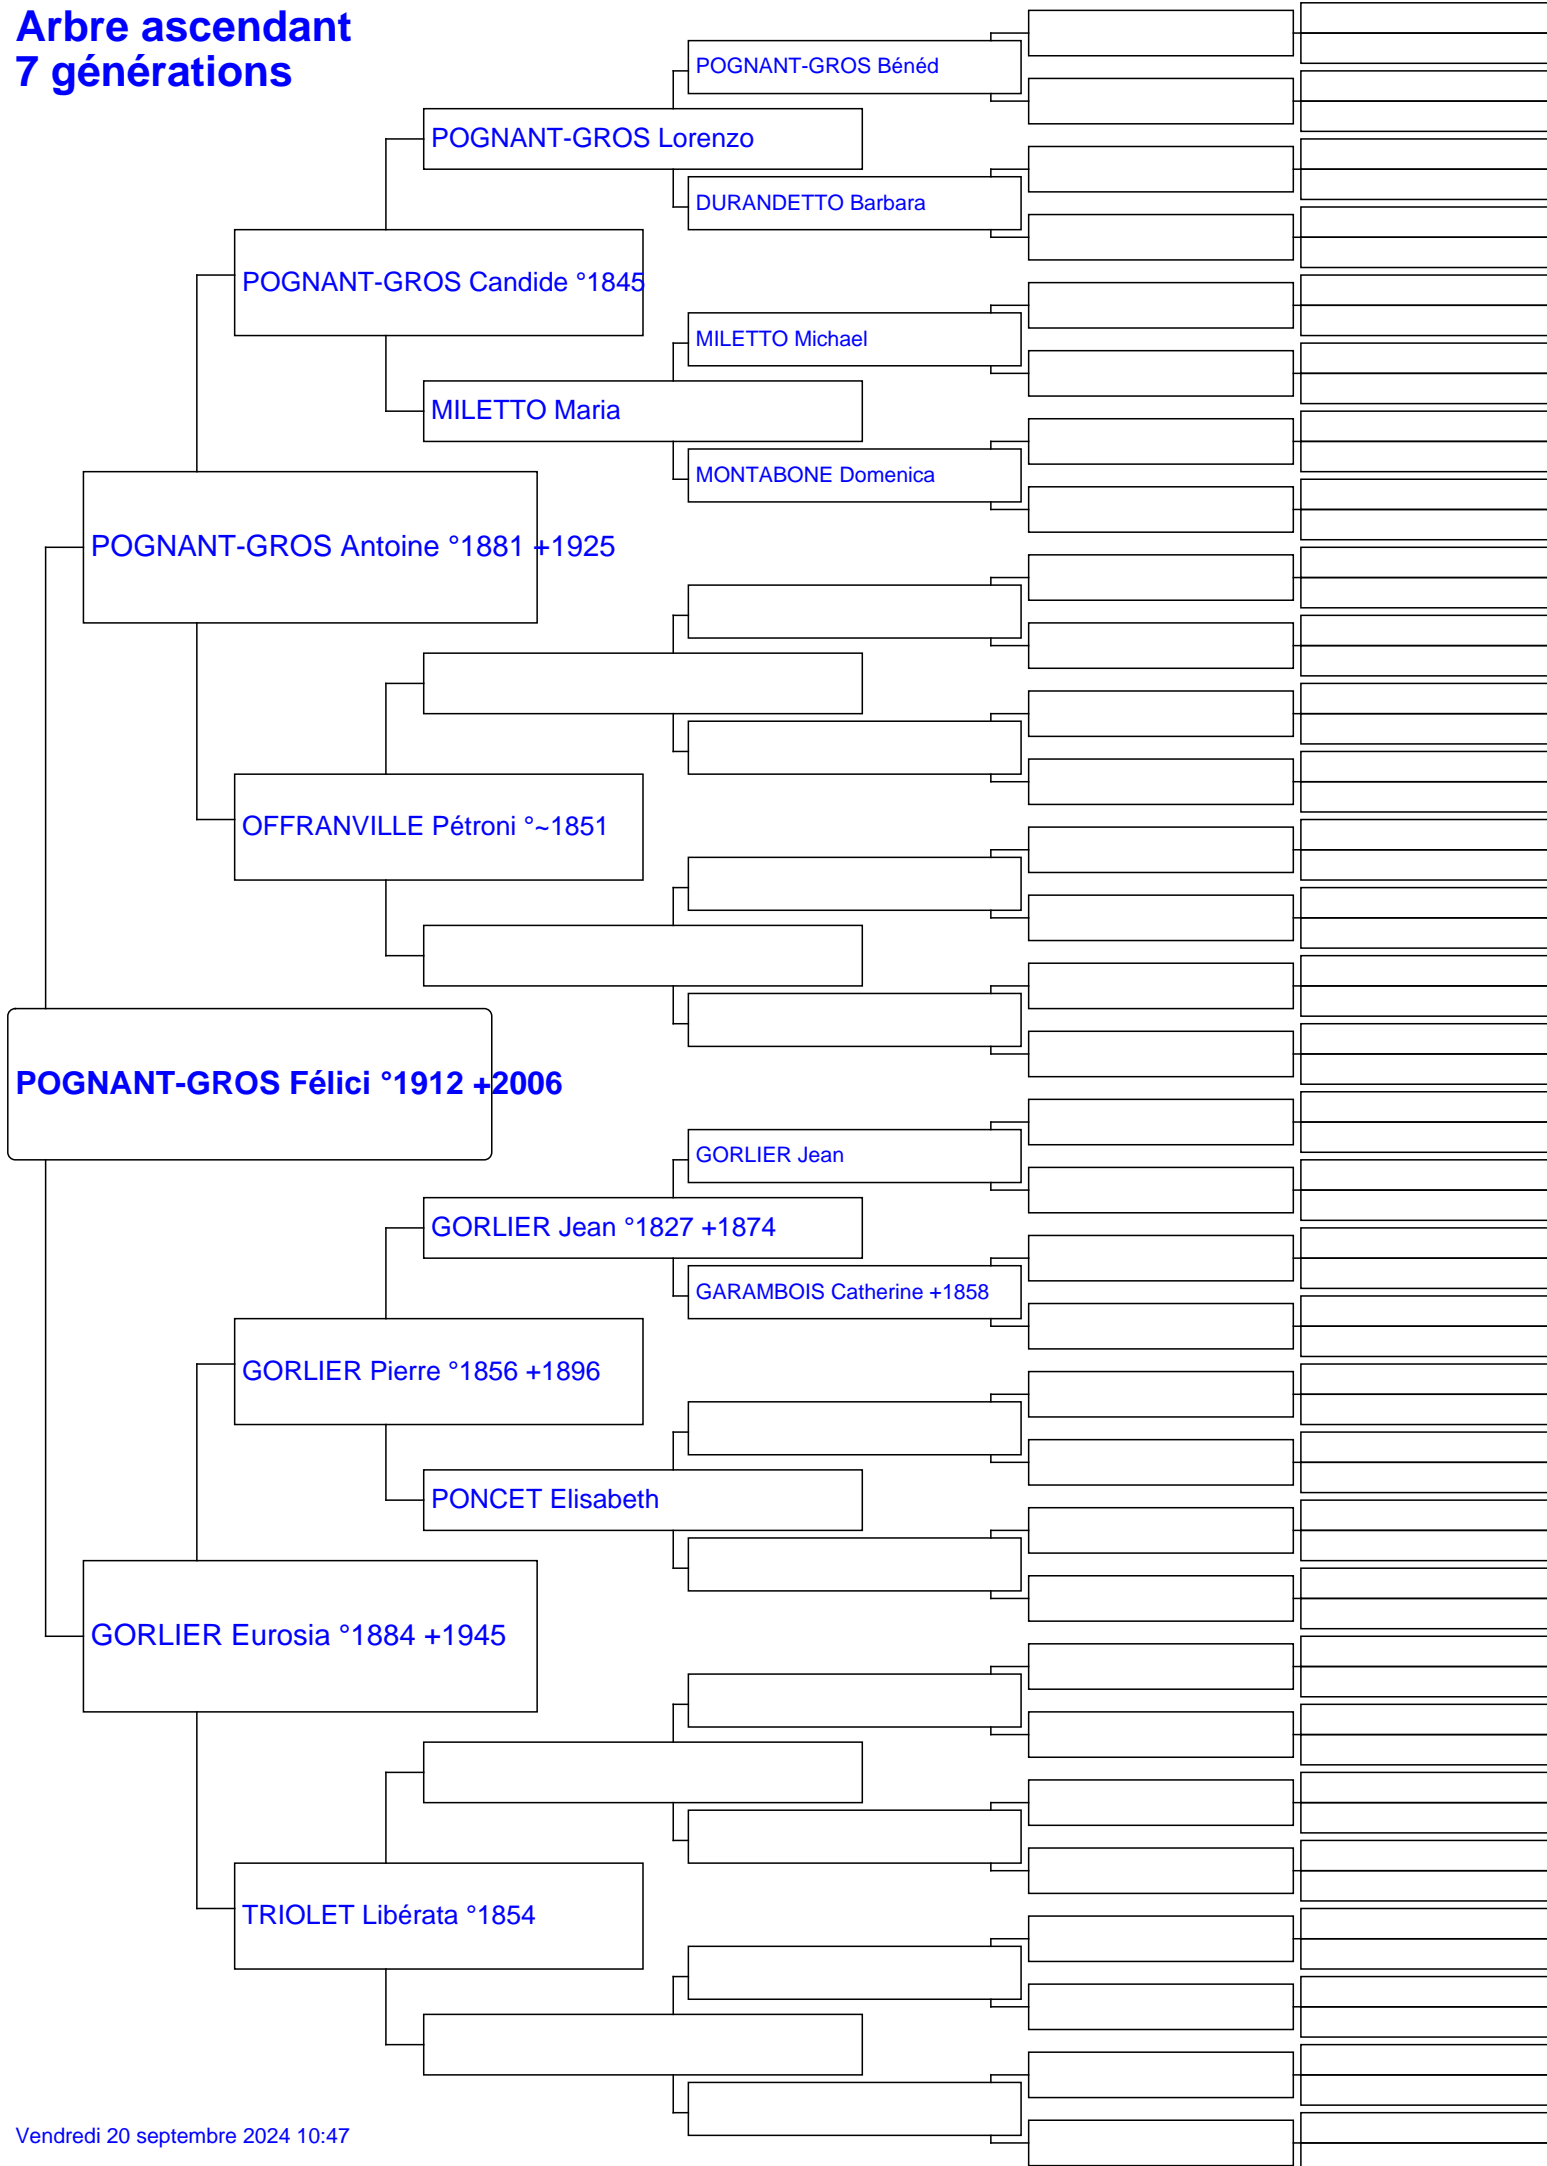 Arbre ascendant
7 générations
POGNANT-GROS Bénéd
POGNANT-GROS Lorenzo
DURANDETTO Barbara
POGNANT-GROS Candide °1845
MILETTO Michael
MILETTO Maria
MONTABONE Domenica
POGNANT-GROS Antoine °1881 +1925
OFFRANVILLE Pétroni °~1851
POGNANT-GROS Félici °1912 +2006
GORLIER Jean
GORLIER Jean °1827 +1874
GARAMBOIS Catherine +1858
GORLIER Pierre °1856 +1896
PONCET Elisabeth
GORLIER Eurosia °1884 +1945
TRIOLET Libérata °1854
Vendredi 20 septembre 2024 10:47